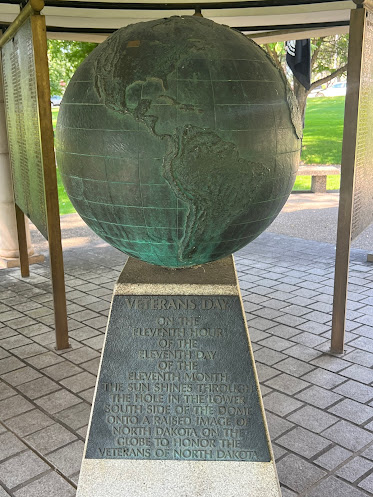 VETERANS DAY
ON THE
ELEVENTH HOUR
OF THE
ELEVENTH DAY
OF THE
ELEVENTH MONTH
THE SUN SHINES THROUGH
THE HOLE IN THE LOWER
SOUTH SIDE OF THE DOME
ONTO A RAISED IMAGE OF
NORTH DAKOTA ON THE
GLOBE TO HONOR THE
VETERANS OF NORTH DAKOTA